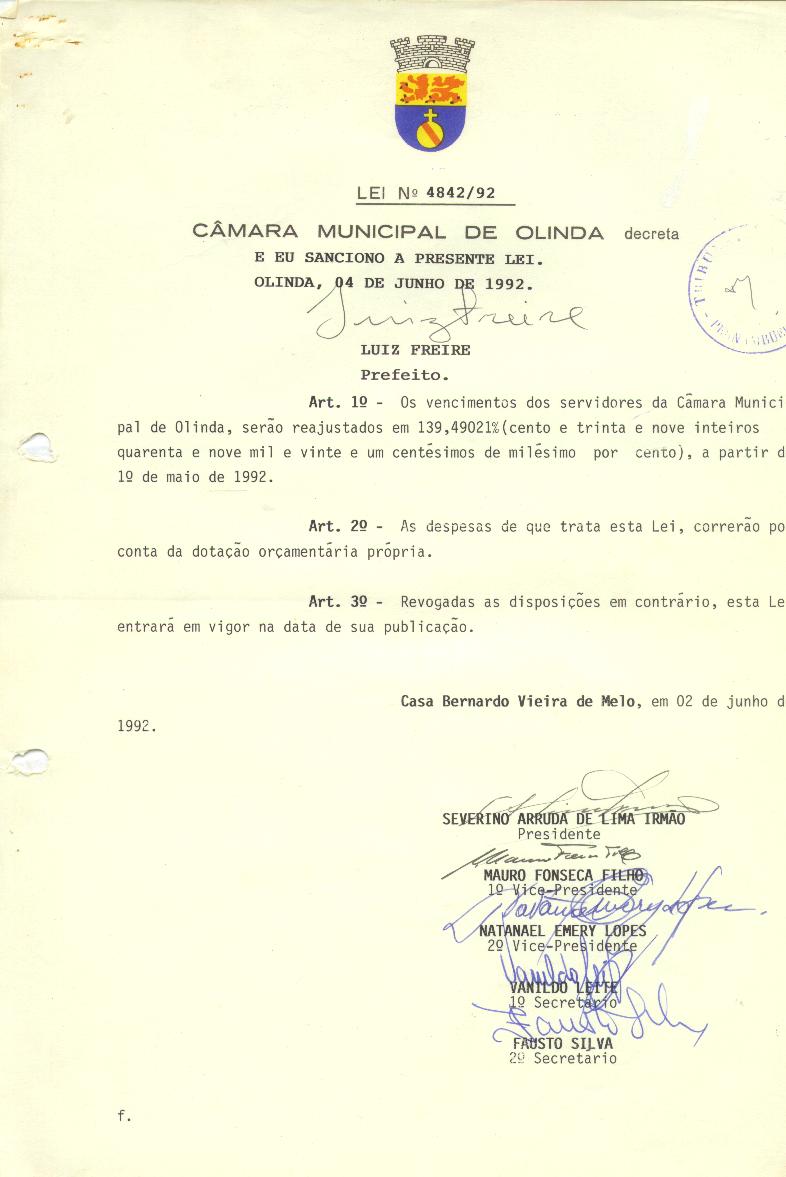 LEI Nº 4842/92
CÂMARA MUNICIPAL DE OLINDA decreta
E EU SANCIONO A PRESENTE LEI.
OLINDA, 04 DE JUNHO DE 1992.
Luiz Freire
LUIZ FREIRE
Prefeito.
Art. 1º - Os vencimentos dos servidores da Câmara Munici
pal de Olinda, serão reajustados em 139,49021%(cento e trinta e nove inteiros
quarenta e nove mil e vinte e um centésimos de milésimo por cento), a partir d
1º de maio de 1992.
Art. 2º - As despesas de que trata esta Lei, correrão po
conta da dotação orçamentária própria.
Art. 3º - Revogadas as disposições em contrário, esta Le
entrará em vigor na data de sua publicação.
Casa Bernardo Vieira de Melo, em 02 de junho d
1992.
SEVERINO ARRUDA DE LIMA IRMÃO
Presidente
MAURO FONSECA FILHO
1º Vice-Presidente
NATANAEL EMERY LOPES
2º Vice-Presidente
VANILDO LEITE
1º Secretário
Fausto Silva
FAUSTO SILVA
2º Secretario
f.